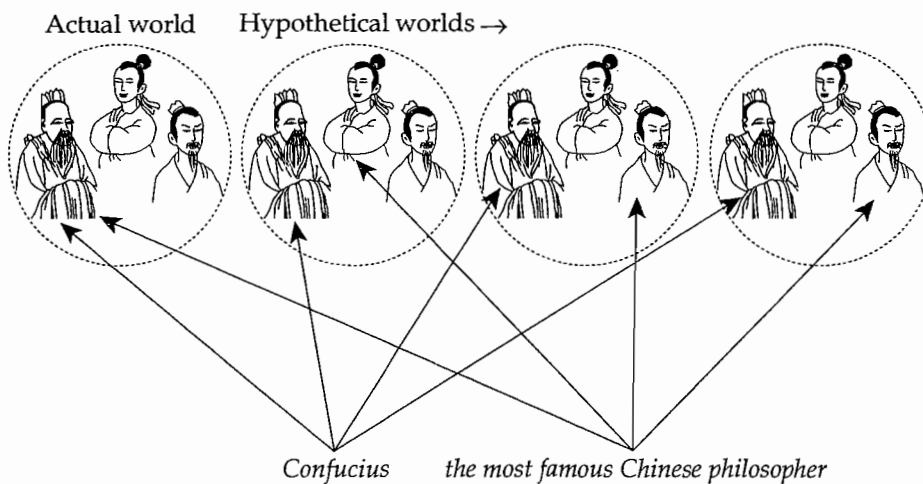 Actual world Hypothetical worlds →
Confucius the most famous Chinese philosopher